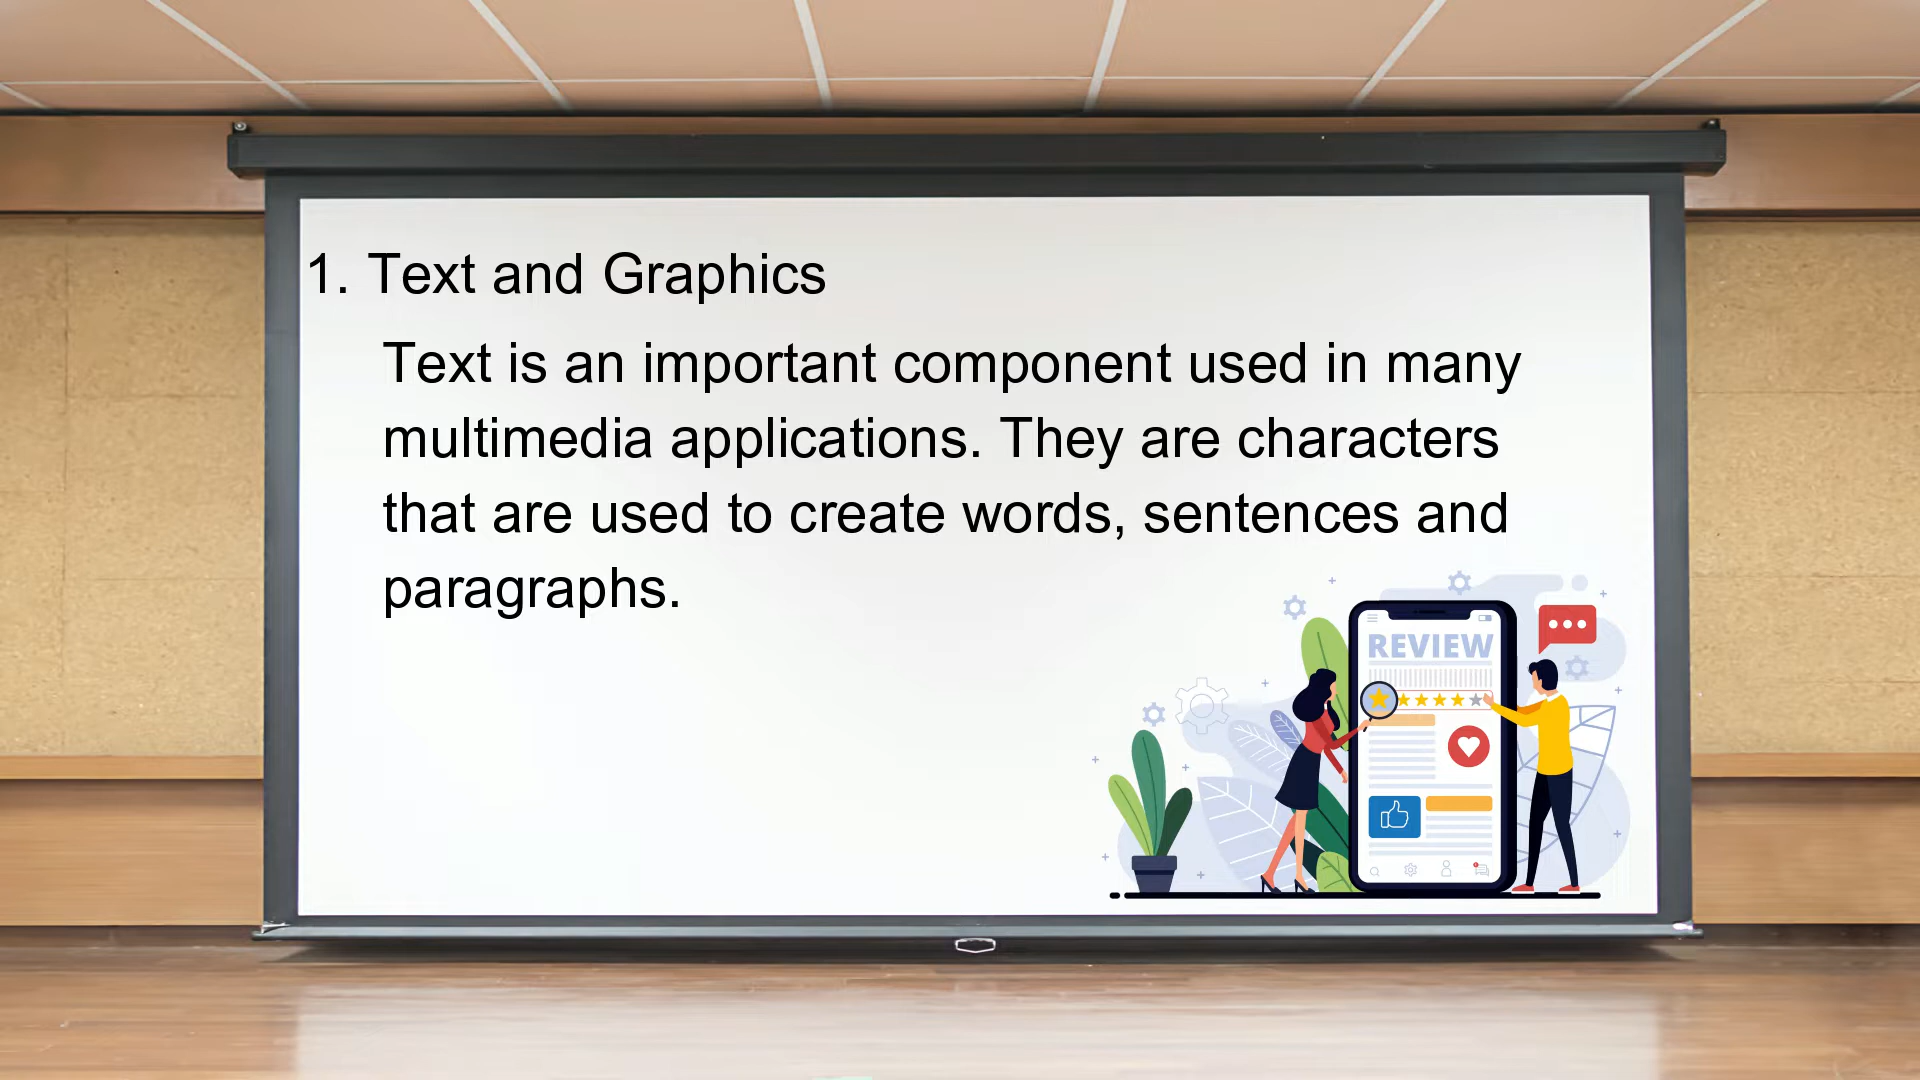 1. Text and Graphics
Text is an important component used in many
multimedia applications. They are characters
that are used to create words, sentences and
paragraphs.
REVIEW